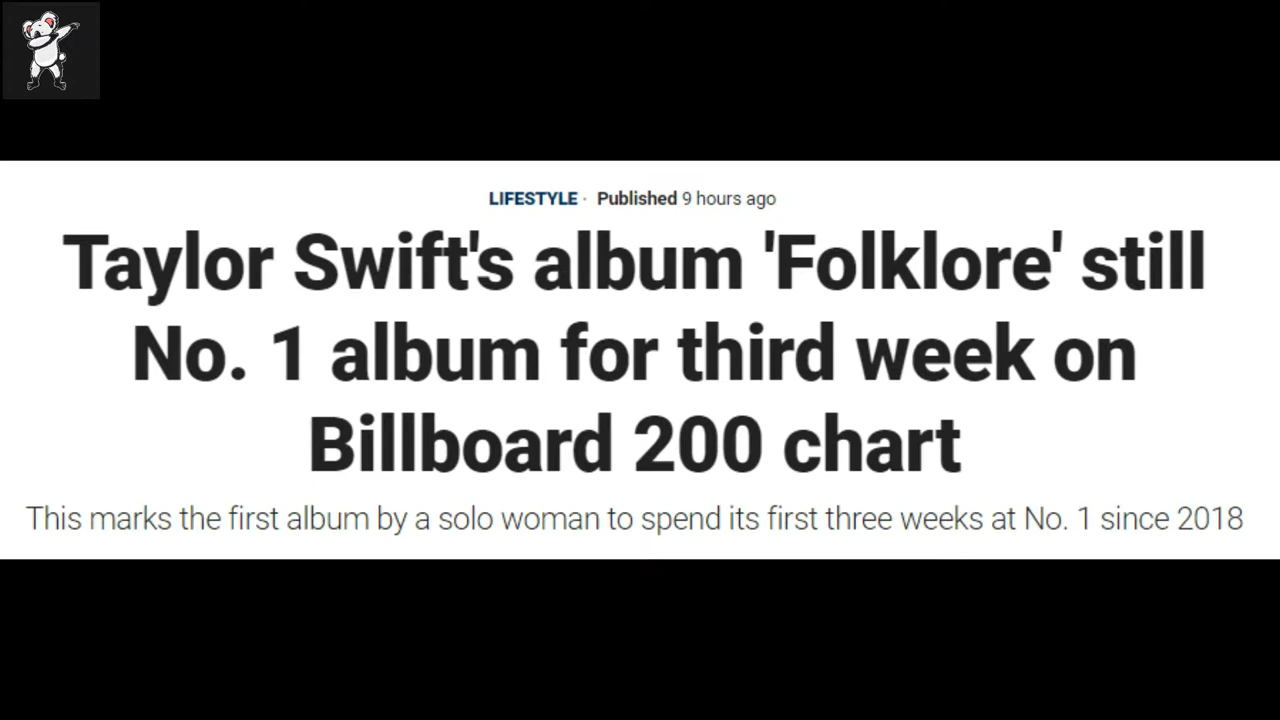 LIFESTYLE · Published 9 hours ago
Taylor Swift's album 'Folklore' still
No. 1 album for third week on
Billboard 200 chart
This marks the first album by a solo woman to spend its first three weeks at No. 1 since 2018